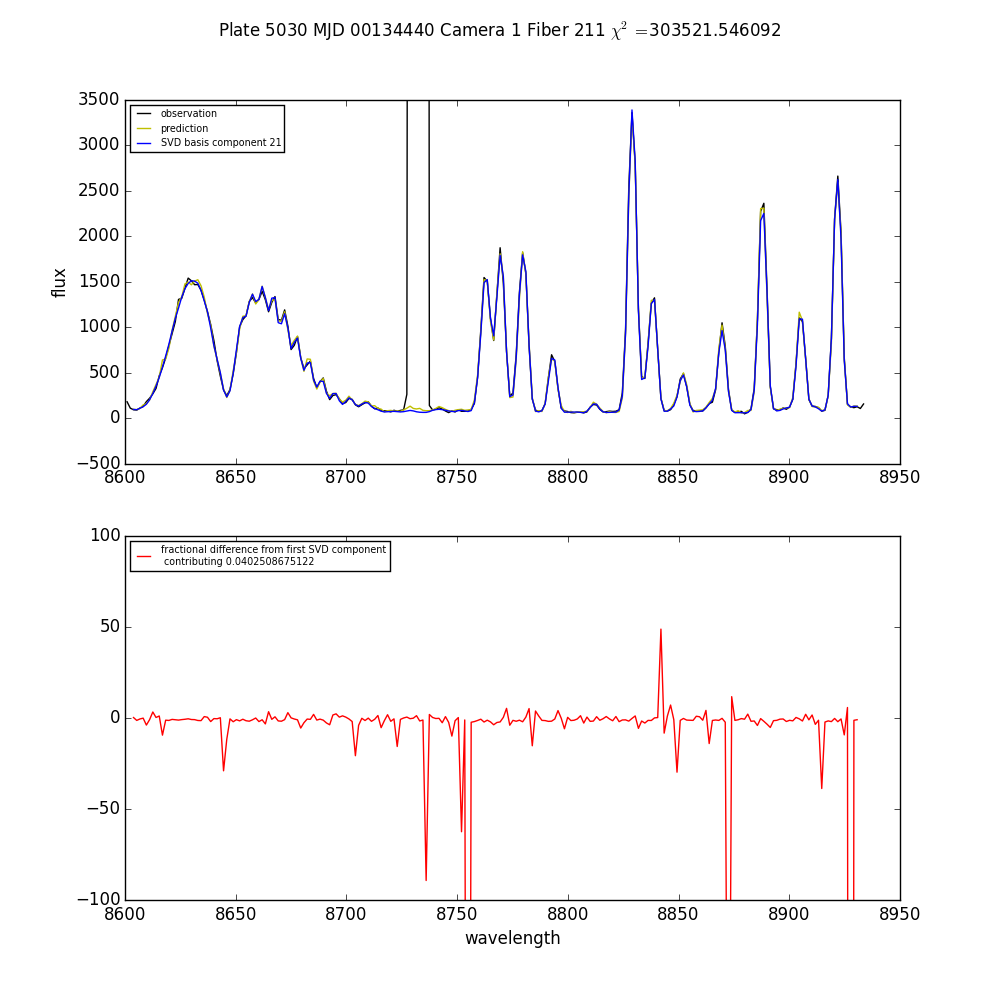 Plate 5030 MJD 00134440 Camera 1 Fiber 211 χ² =303521.546092
3500
3000
2500
2000
1500
1000
500
0
−500
flux
observation
prediction
SVD basis component 21
8600 8650 8700 8750 8800 8850 8900 8950
100
50
0
−50
−100
fractional difference from first SVD component
contributing 0.0402508675122
8600 8650 8700 8750 8800 8850 8900 8950
wavelength